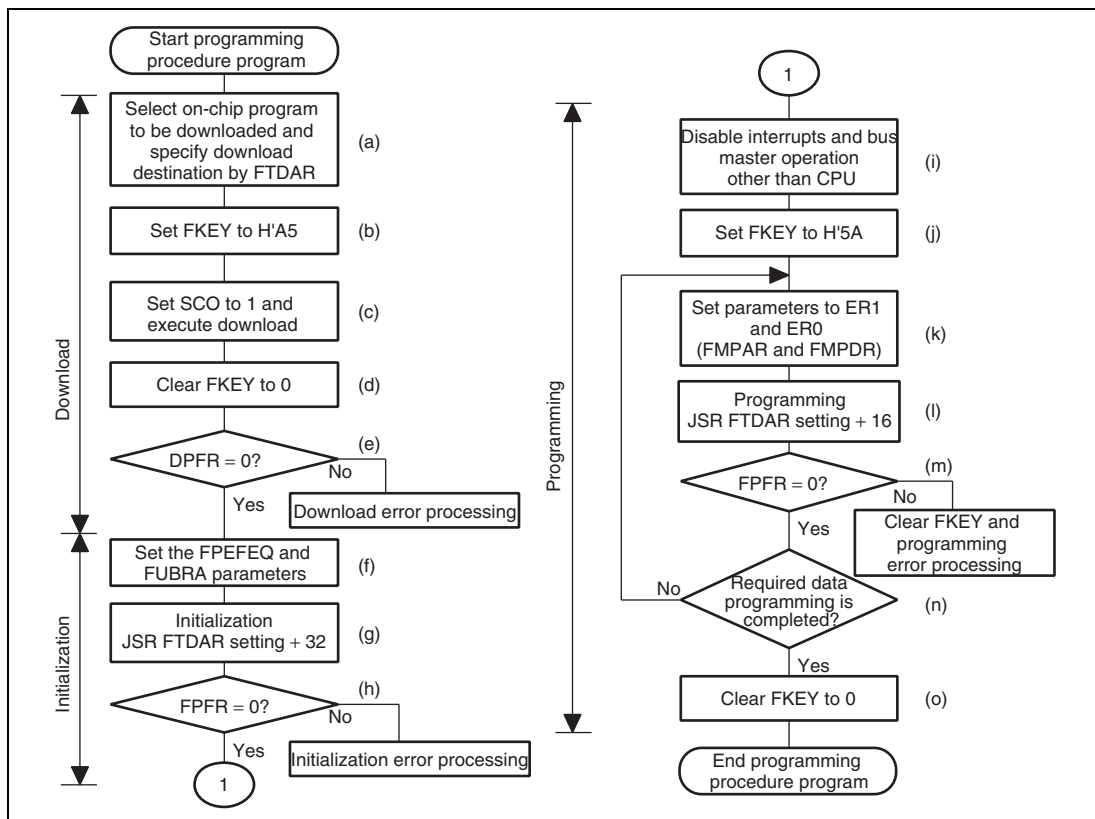 Start programming
procedure program
Select on-chip program
to be downloaded and
specify download
destination by FTDAR
(a)
Set FKEY to H'A5
(b)
Set SCO to 1 and
execute download
(c)
Clear FKEY to 0
(d)
DPFR = 0?
(e)
No
Yes
Download error processing
Download
Set the FPEFEQ and
FUBRA parameters
(f)
Initialization
JSR FTDAR setting + 32
(g)
FPFR = 0?
(h)
No
Yes
Initialization error processing
Initialization
1
1
Disable interrupts and bus
master operation
other than CPU
(i)
Set FKEY to H'5A
(j)
Set parameters to ER1
and ER0
(FMPAR and FMPDR)
(k)
Programming
JSR FTDAR setting + 16
(l)
FPFR = 0?
(m)
No
Yes
Clear FKEY and
programming
error processing
Required data
programming is
completed?
(n)
No
Yes
Clear FKEY to 0
(o)
Programming
End programming
procedure program